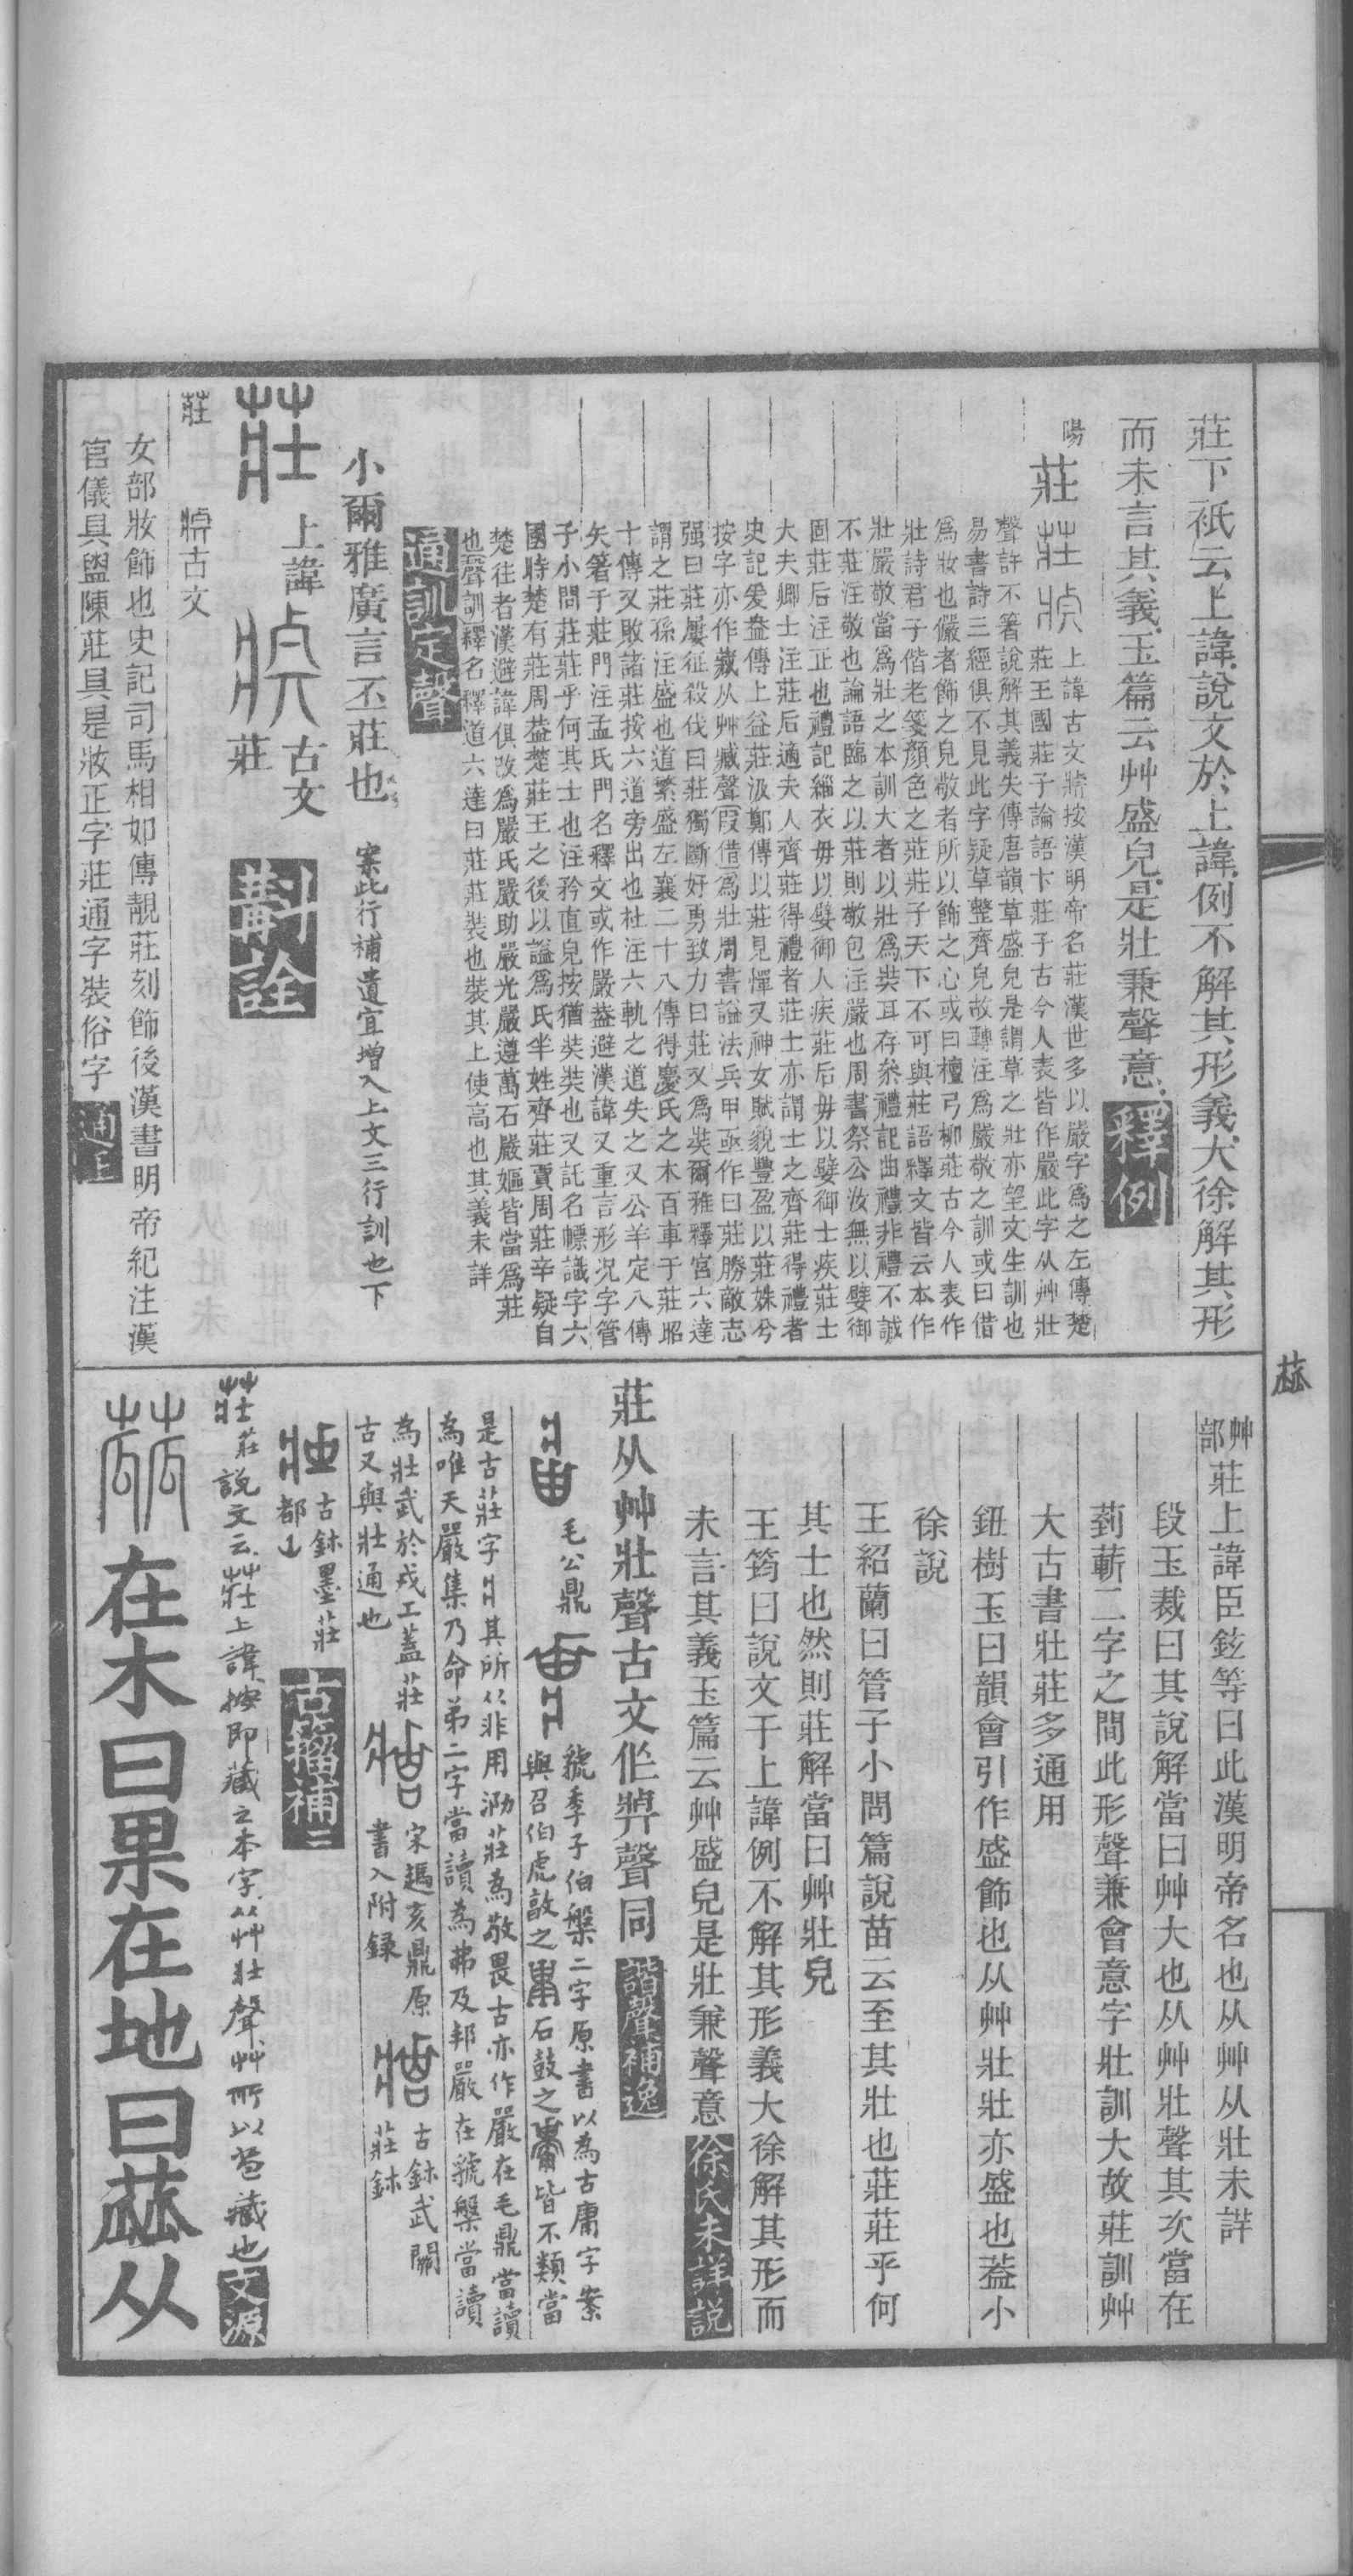 莊下衹云上諱說文於上諱例不解其形義大徐解其形
而未言其義玉篇云艸盛皃是壯兼聲意 釋例
陽
莊 上諱古文𤖛按漢明帝名莊漢世多以嚴字爲之左傳楚
莊王國莊子論語卞莊子古今人表皆作嚴此字从艸壯
聲許不箸說解其義失傳唐韻草盛皃是謂草之壯亦望文生訓也
易書詩三經俱不見此字疑草整齊皃故轉注爲嚴敬之訓或曰借
爲妝也儼者飾之皃敬者所以飾之心或曰檀弓柳莊古今人表作
壯詩君子偕老箋顏色之莊莊子天下不可與莊語釋文皆云本作
壯嚴敬當爲壯之本訓大者以壯爲裝耳存參禮記曲禮非禮不誠
不莊注敬也論語臨之以莊則敬包注嚴也周書祭公汝無以嬖御
固莊后注正也禮記緇衣毋以嬖御人疾莊后毋以嬖御士疾莊士
大夫卿士注莊后適夫人齊莊得禮者莊士亦謂士之齊莊得禮者
史記爰盎傳上益莊汲鄭傳以莊見憚又神女賦貌豐盈以莊姝兮
按字亦作藏从艸臧聲假借爲壯周書謚法兵甲亟作曰莊勝敵志
强曰莊屢征殺伐曰莊獨斷好勇致力曰莊又爲裝爾雅釋宮六達
謂之莊孫注盛也道繁盛左襄二十八傳得慶氏之木百車于莊昭
十傳又敗諸莊按六道旁出也杜注六軌之道失之又公羊定八傳
矢箸于莊門注孟氏門名釋文或作嚴葢避漢諱又重言形況字管
子小問莊莊乎何其士也注矜直皃按猶奘奘也又託名幖識字六
國時楚有莊周葢楚莊王之後以謚爲氏芈姓齊莊賈周莊辛疑自
楚往者漢避諱俱改爲嚴氏嚴助嚴光嚴遵萬石嚴嫗皆當爲莊
也聲訓釋名釋道六達曰莊莊裝也裝其上使高也其義未詳
通訓定聲
小爾雅廣言丕莊也 案此行補遺宜增入上文三行訓也下
莊 上諱 古文莊 斠詮
莊 古文
女部妝飾也史記司馬相如傳靚莊刻飾後漢書明帝紀注漢
官儀具盥陳莊具是妝正字莊通字裝俗字 通正
蓏
艸部
莊上諱臣鉉等曰此漢明帝名也从艸从壯未詳
段玉裁曰其說解當曰艸大也从艸壯聲其次當在
菿蘄二字之間此形聲兼會意字壯訓大故莊訓艸
大古書壯莊多通用
鈕樹玉曰韻會引作盛飾也从艸壯壯亦盛也葢小
徐說
王紹蘭曰管子小問篇說苗云至其壯也莊莊乎何
其士也然則莊解當曰艸壯皃
王筠曰說文于上諱例不解其形義大徐解其形而
未言其義玉篇云艸盛皃是壯兼聲意 徐氏未詳說
莊从艸壯聲古文作𤖛聲同 諧聲補逸
毛公鼎 虢季子伯槃二字原書以爲古庸字案
與召伯虎敦之 石鼓之 皆不類當
是古莊字 其所从非用 莊爲敬畏古亦作嚴在毛鼎當讀
爲唯天嚴集乃命弟二字當讀爲弗及邦嚴在虢槃當讀
爲壯武於戎工蓋莊
古又與壯通也 宋 亥鼎原
書入附錄 古鉨武關
莊鉨
古鉨墨莊
都 古籀補二
莊 莊說文云 上諱按即藏之本字从艸壯聲艸所以苞藏也 文源
蓏 在木曰果在地曰蓏从